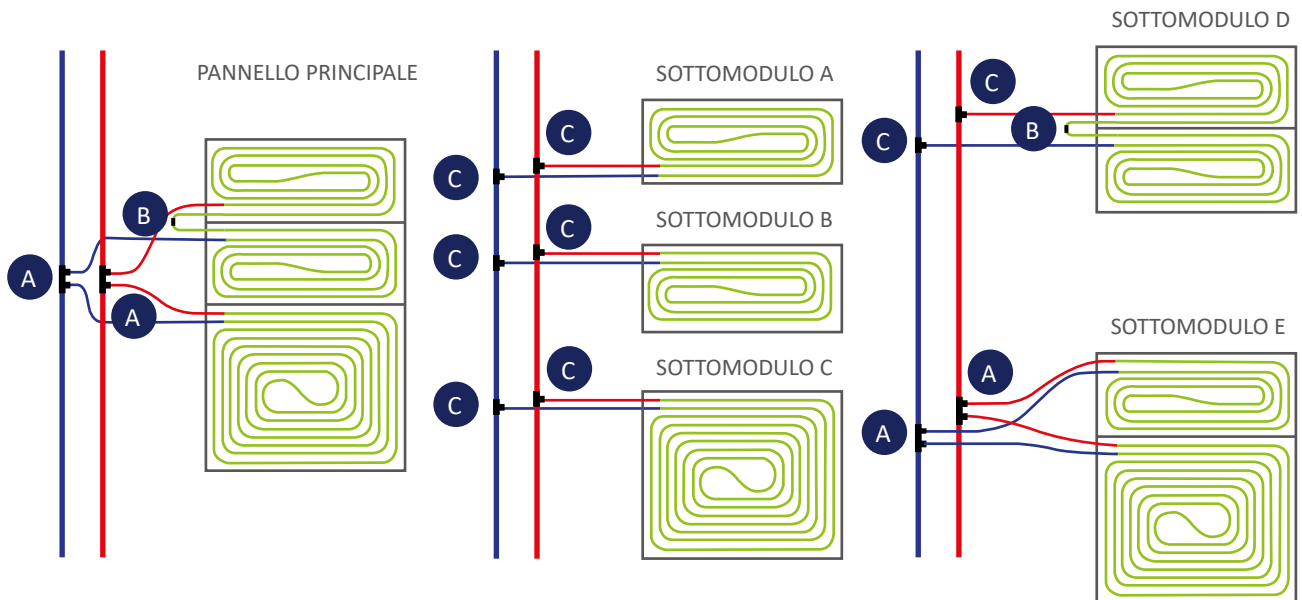 PANNELLO PRINCIPALE
B
A
A
SOTTOMODULO A
C
C
SOTTOMODULO B
C
C
SOTTOMODULO C
C
C
SOTTOMODULO D
C
B
C
SOTTOMODULO E
A
A